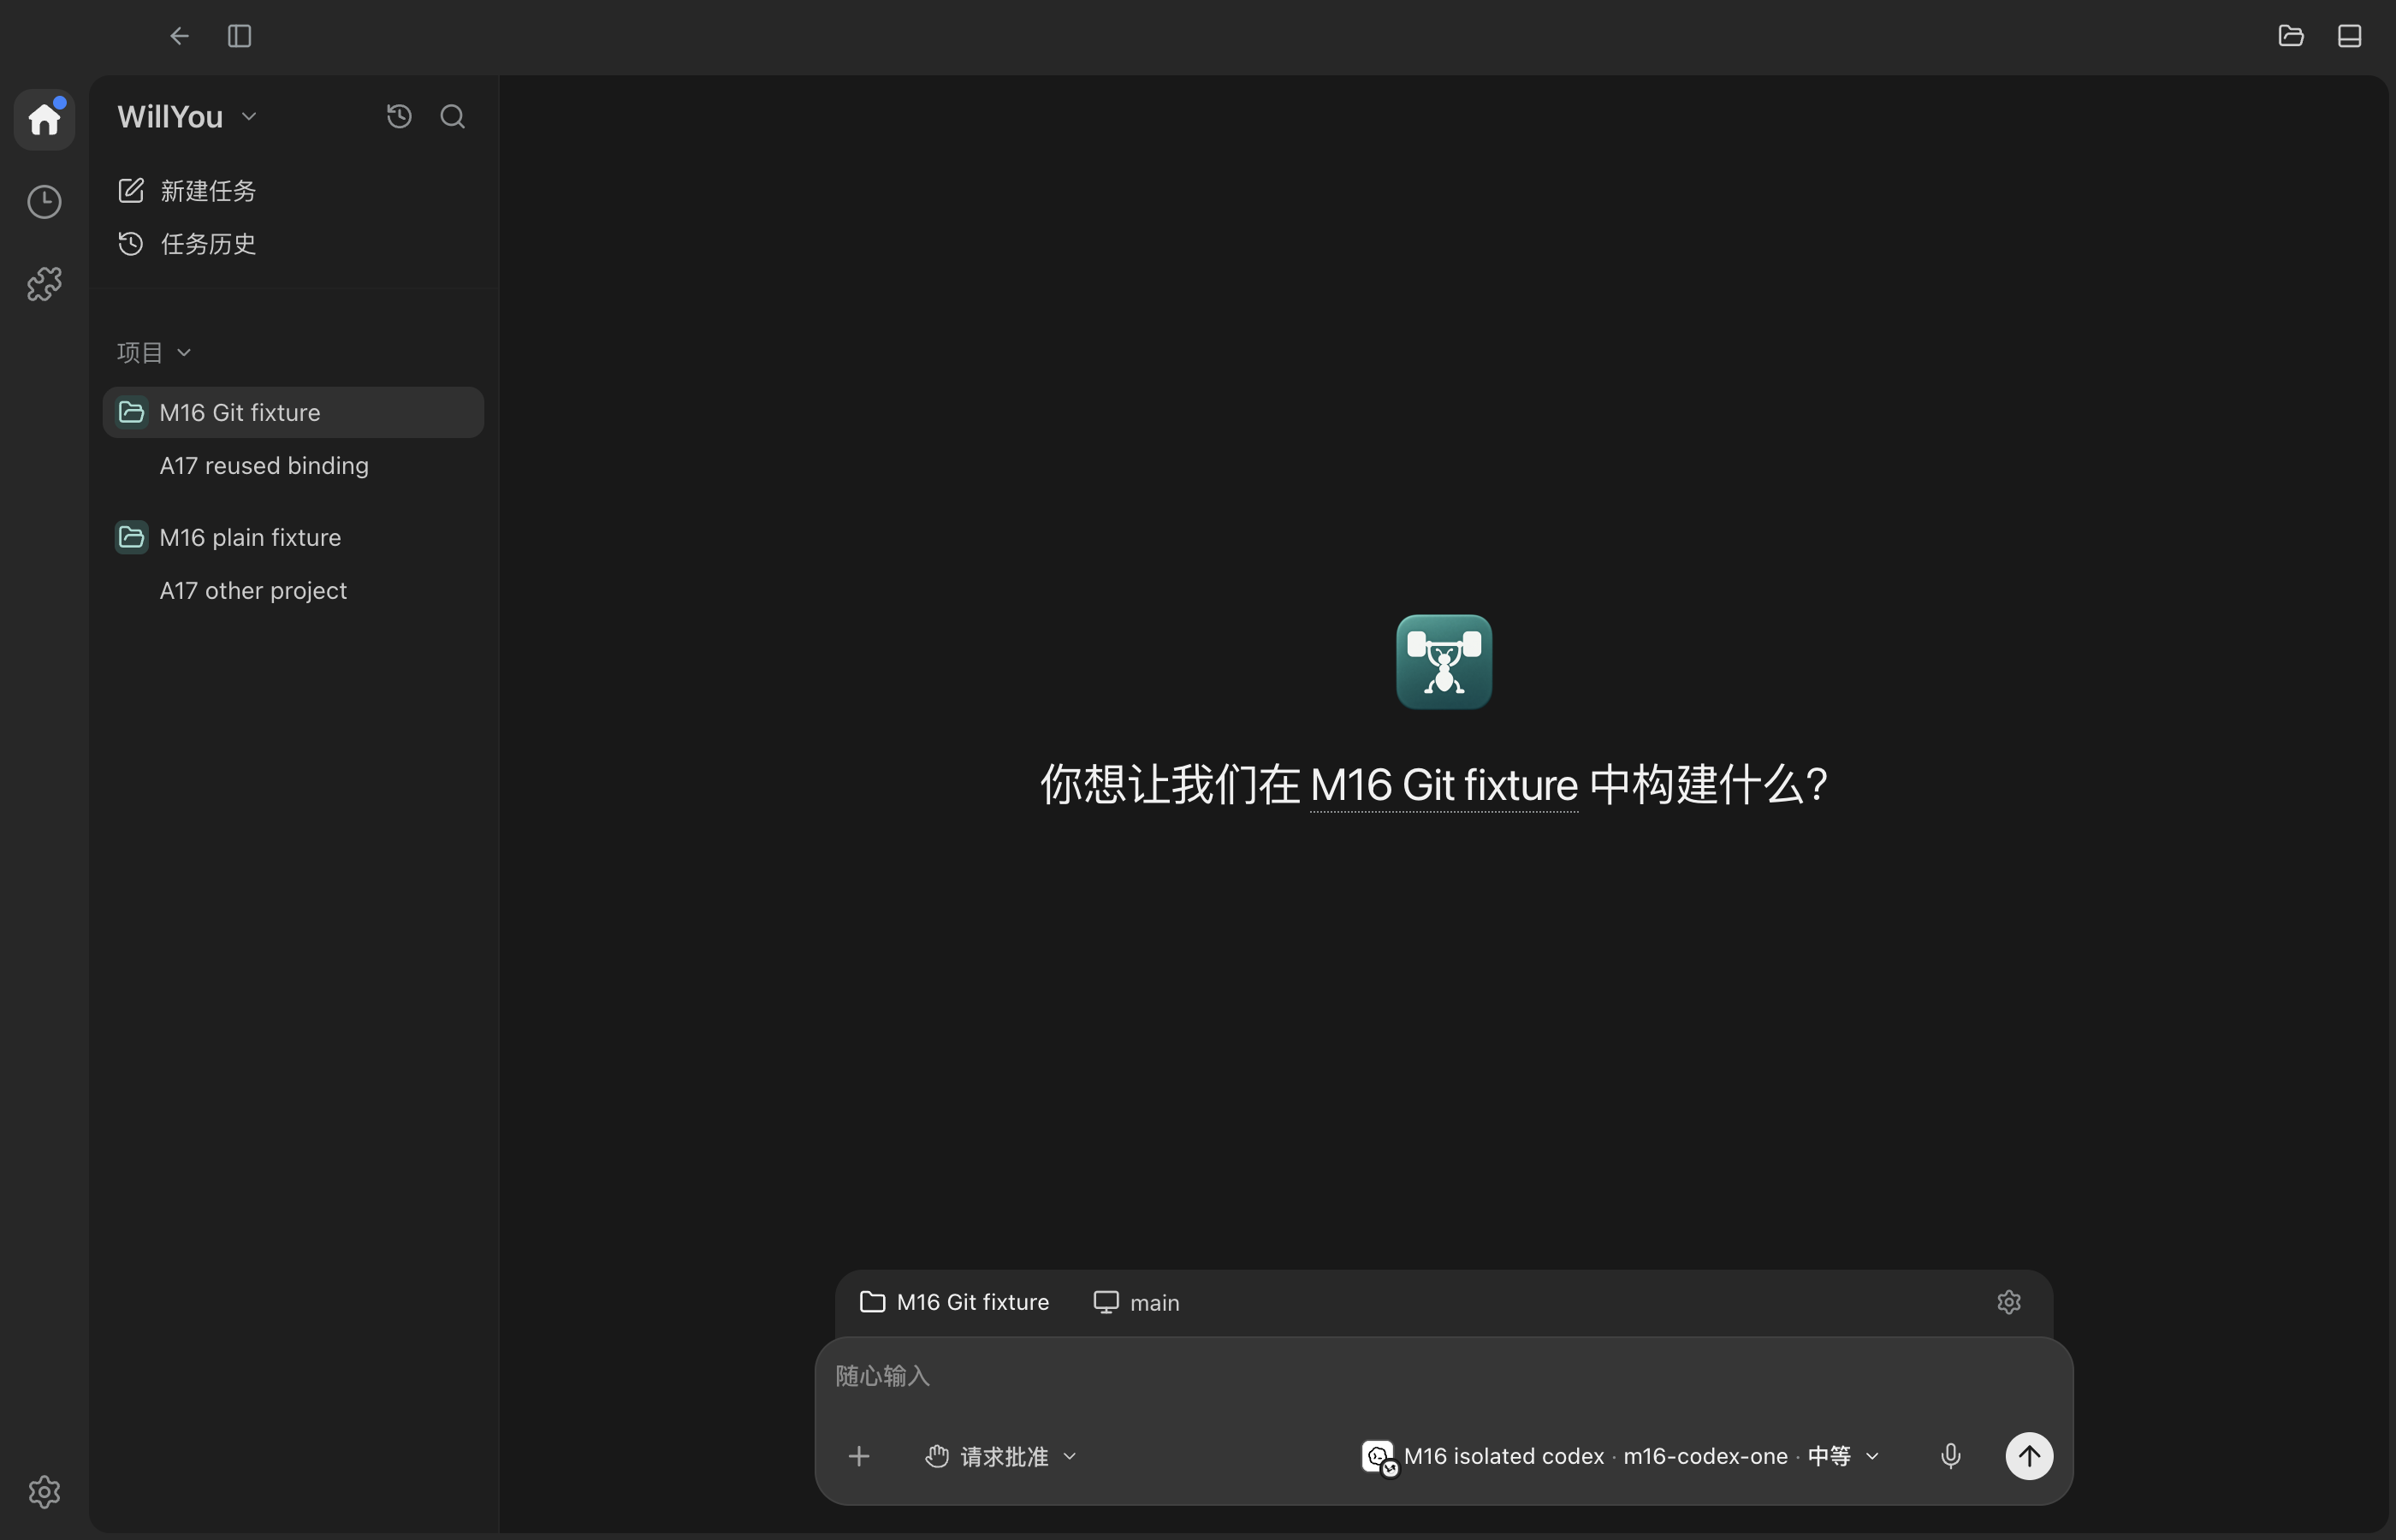 WillYou
新建任务
任务历史
项目
M16 Git fixture
A17 reused binding
M16 plain fixture
A17 other project
你想让我们在 M16 Git fixture 中构建什么?
M16 Git fixture
main
随心输入
请求批准
M16 isolated codex · m16-codex-one · 中等